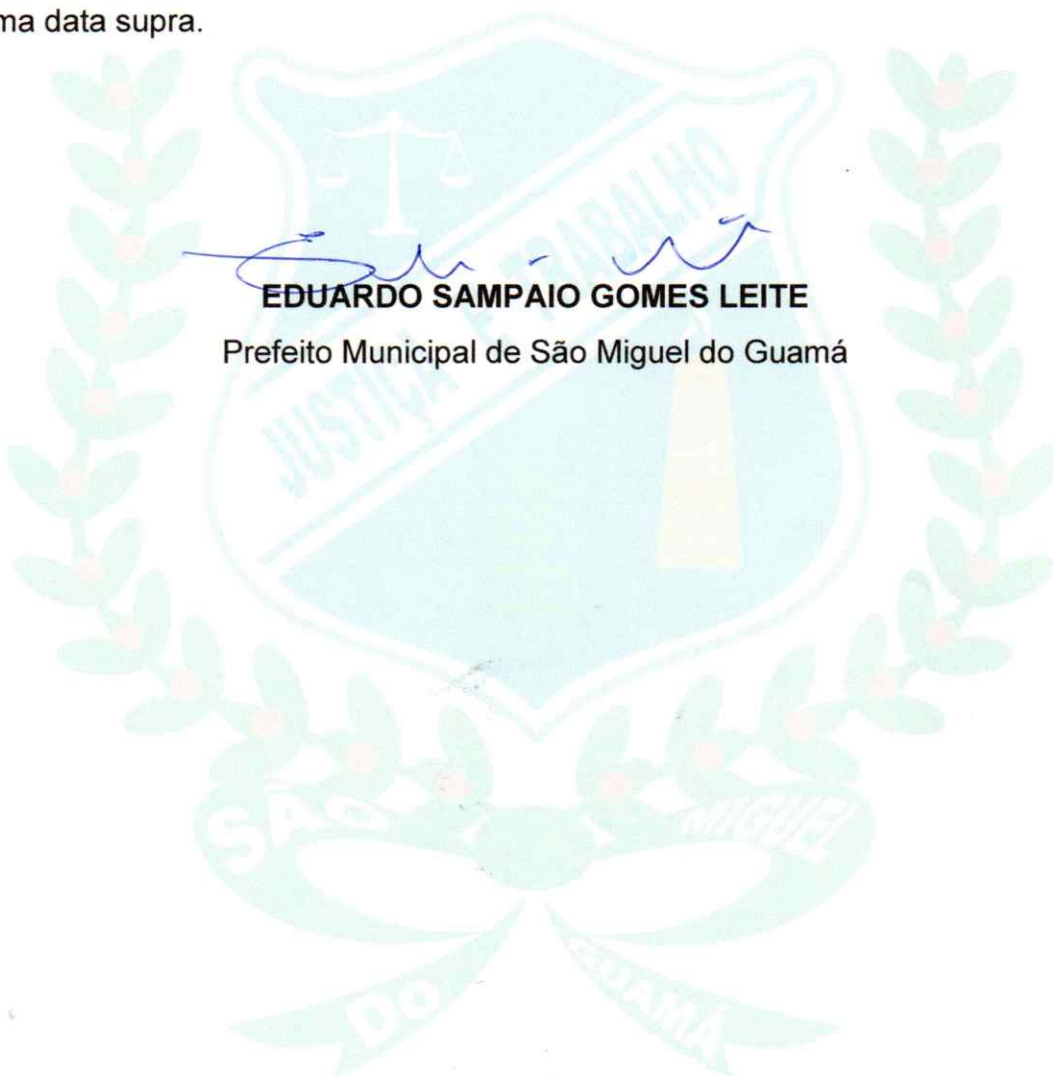 ma data supra.
EDUARDO SAMPAIO GOMES LEITE
Prefeito Municipal de São Miguel do Guamá
JUSTIÇA E TRABALHO
SÃO MIGUEL
DO GUAMÁ